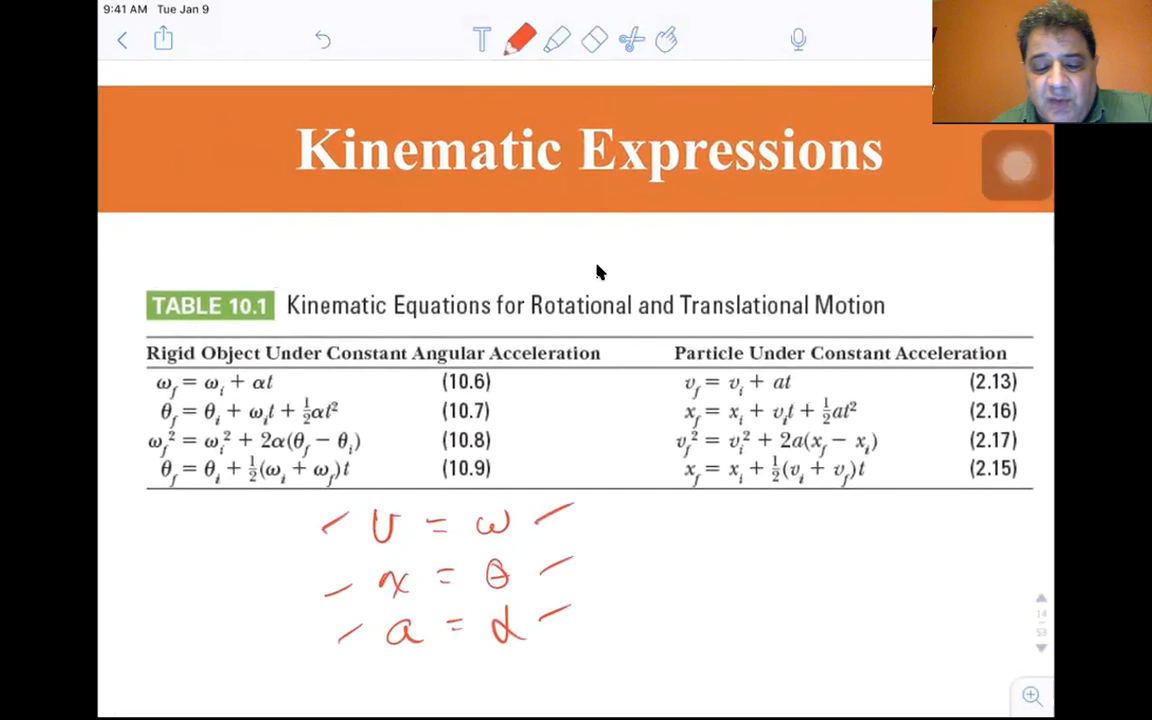 9:41 AM Tue Jan 9
T
Kinematic Expressions
TABLE 10.1 Kinematic Equations for Rotational and Translational Motion
Rigid Object Under Constant Angular Acceleration Particle Under Constant Acceleration
ω_f = ω_i + αt (10.6) v_f = v_i + at (2.13)
θ_f = θ_i + ω_i t + ½αt² (10.7) x_f = x_i + v_i t + ½at² (2.16)
ω_f² = ω_i² + 2α(θ_f − θ_i) (10.8) v_f² = v_i² + 2a(x_f − x_i) (2.17)
θ_f = θ_i + ½(ω_i + ω_f)t (10.9) x_f = x_i + ½(v_i + v_f)t (2.15)
v = ω
x = θ
a = α
14
53